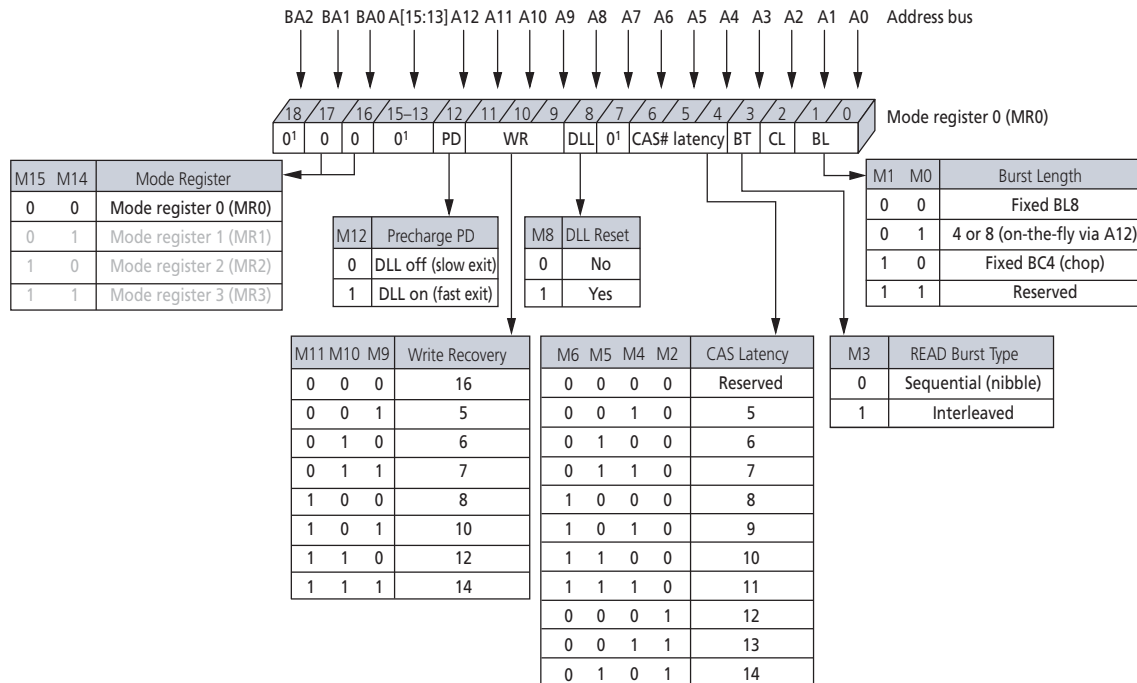 BA2 BA1 BA0 A[15:13] A12 A11 A10 A9 A8 A7 A6 A5 A4 A3 A2 A1 A0 Address bus
18 17 16 15–13 12 11 10 9 8 7 6 5 4 3 2 1 0 Mode register 0 (MR0)
0¹ 0 0 0¹ PD WR DLL 0¹ CAS# latency BT CL BL
M15 M14 Mode Register
0 0 Mode register 0 (MR0)
0 1 Mode register 1 (MR1)
1 0 Mode register 2 (MR2)
1 1 Mode register 3 (MR3)
M12 Precharge PD
0 DLL off (slow exit)
1 DLL on (fast exit)
M8 DLL Reset
0 No
1 Yes
M1 M0 Burst Length
0 0 Fixed BL8
0 1 4 or 8 (on-the-fly via A12)
1 0 Fixed BC4 (chop)
1 1 Reserved
M11 M10 M9 Write Recovery
0 0 0 16
0 0 1 5
0 1 0 6
0 1 1 7
1 0 0 8
1 0 1 10
1 1 0 12
1 1 1 14
M6 M5 M4 M2 CAS Latency
0 0 0 0 Reserved
0 0 1 0 5
0 1 0 0 6
0 1 1 0 7
1 0 0 0 8
1 0 1 0 9
1 1 0 0 10
1 1 1 0 11
0 0 0 1 12
0 0 1 1 13
0 1 0 1 14
M3 READ Burst Type
0 Sequential (nibble)
1 Interleaved